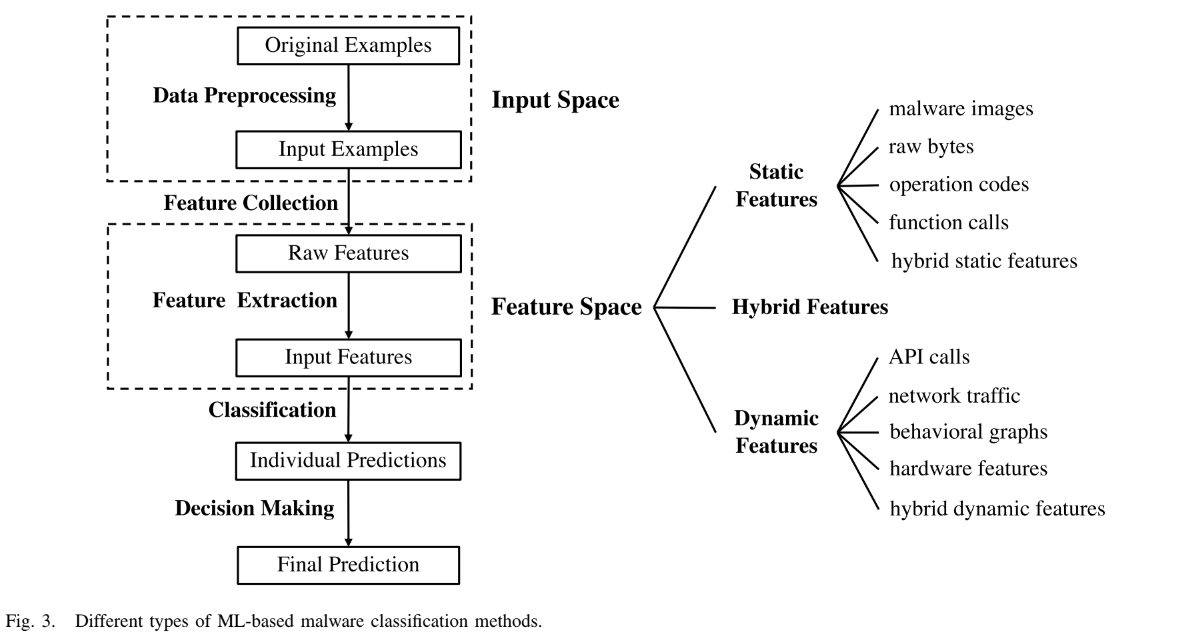 Original Examples
Data Preprocessing
Input Examples
Input Space
Feature Collection
Raw Features
Feature Extraction
Input Features
Feature Space
Classification
Individual Predictions
Decision Making
Final Prediction
Static
Features
malware images
raw bytes
operation codes
function calls
hybrid static features
Hybrid Features
Dynamic
Features
API calls
network traffic
behavioral graphs
hardware features
hybrid dynamic features
Fig. 3. Different types of ML-based malware classification methods.